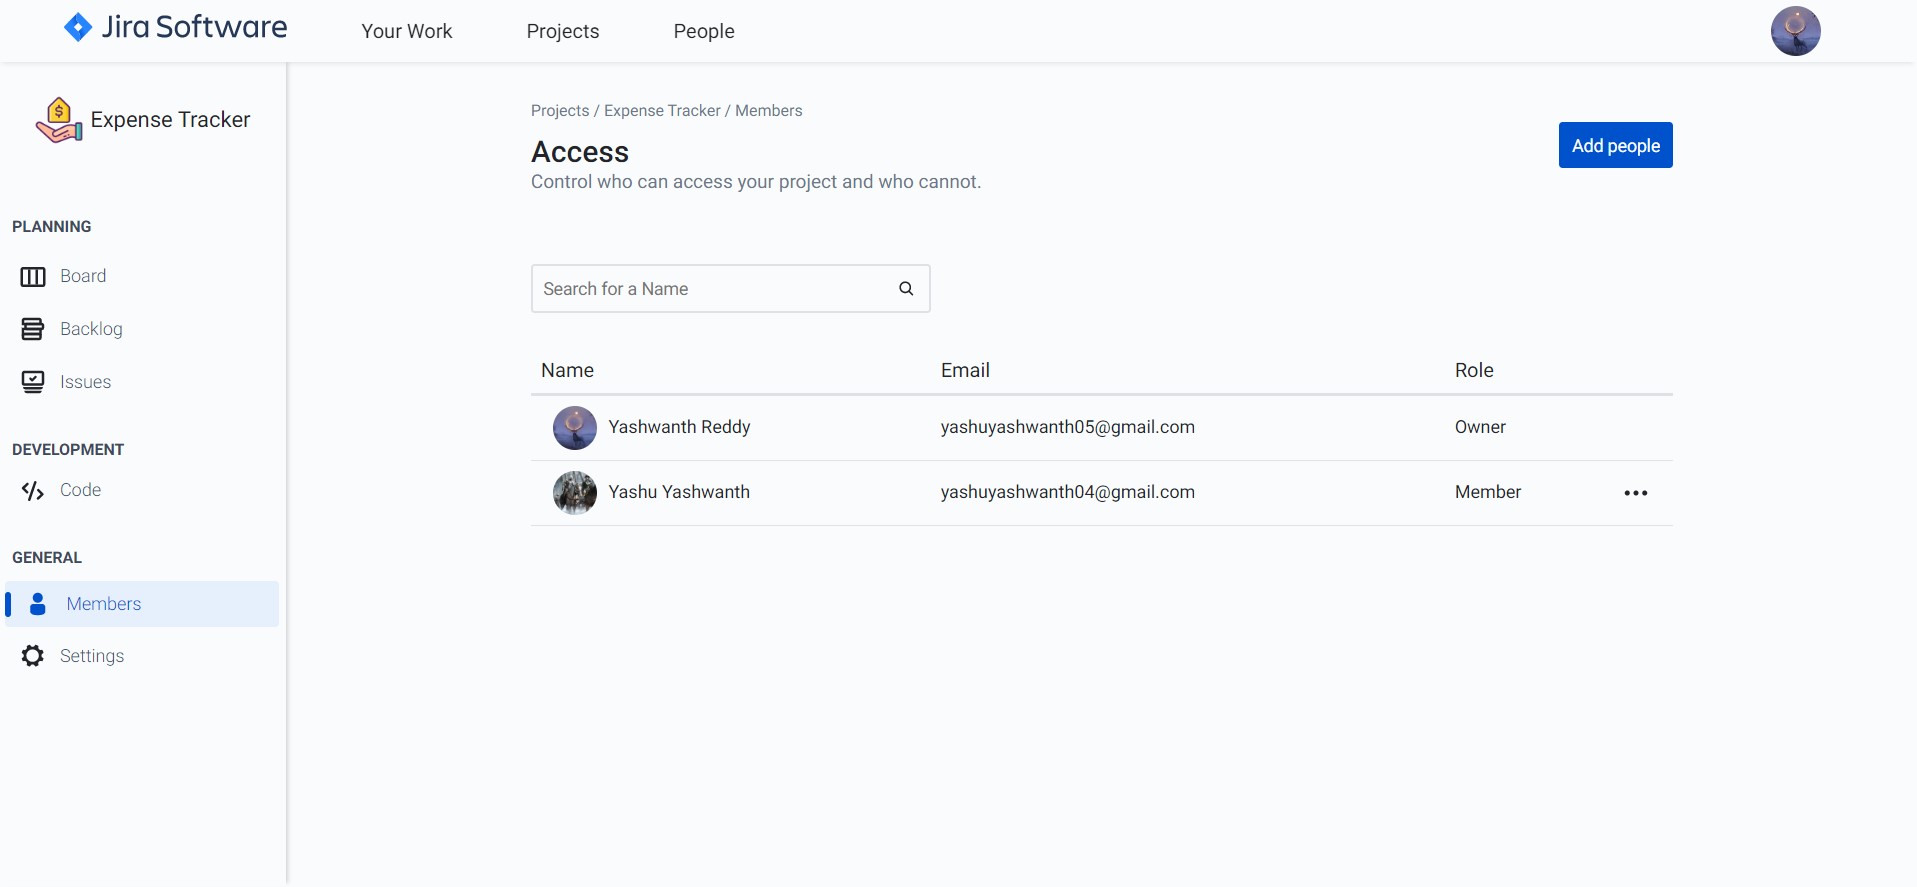 Jira Software
Your Work
Projects
People
$
Expense Tracker
PLANNING
Board
Backlog
Issues
DEVELOPMENT
Code
GENERAL
Members
Settings
Projects / Expense Tracker / Members
Access
Control who can access your project and who cannot.
Add people
Search for a Name
Name Email Role
Yashwanth Reddy yashuyashwanth05@gmail.com Owner
Yashu Yashwanth yashuyashwanth04@gmail.com Member